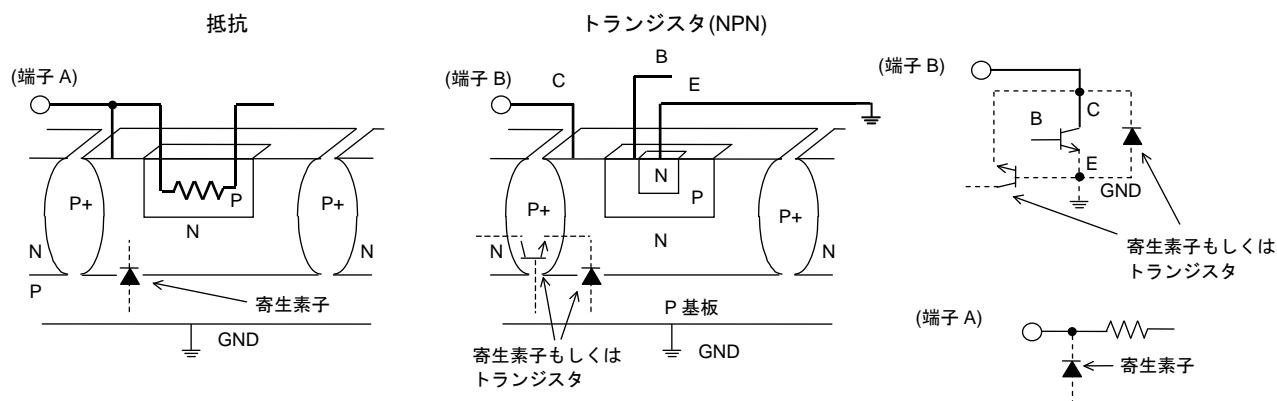 抵抗
(端子 A)
P+
P
P+
N
N
N
P
寄生素子
GND
トランジスタ(NPN)
(端子 B)
C
B
E
N
P+
P
P+
N
N
N
P 基板
寄生素子もしくは
トランジスタ
GND
(端子 B)
C
B
E
GND
寄生素子もしくは
トランジスタ
(端子 A)
寄生素子